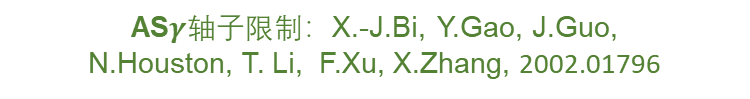 AS𝜸轴子限制：X.-J.Bi, Y.Gao, J.Guo,
N.Houston, T. Li, F.Xu, X.Zhang, 2002.01796